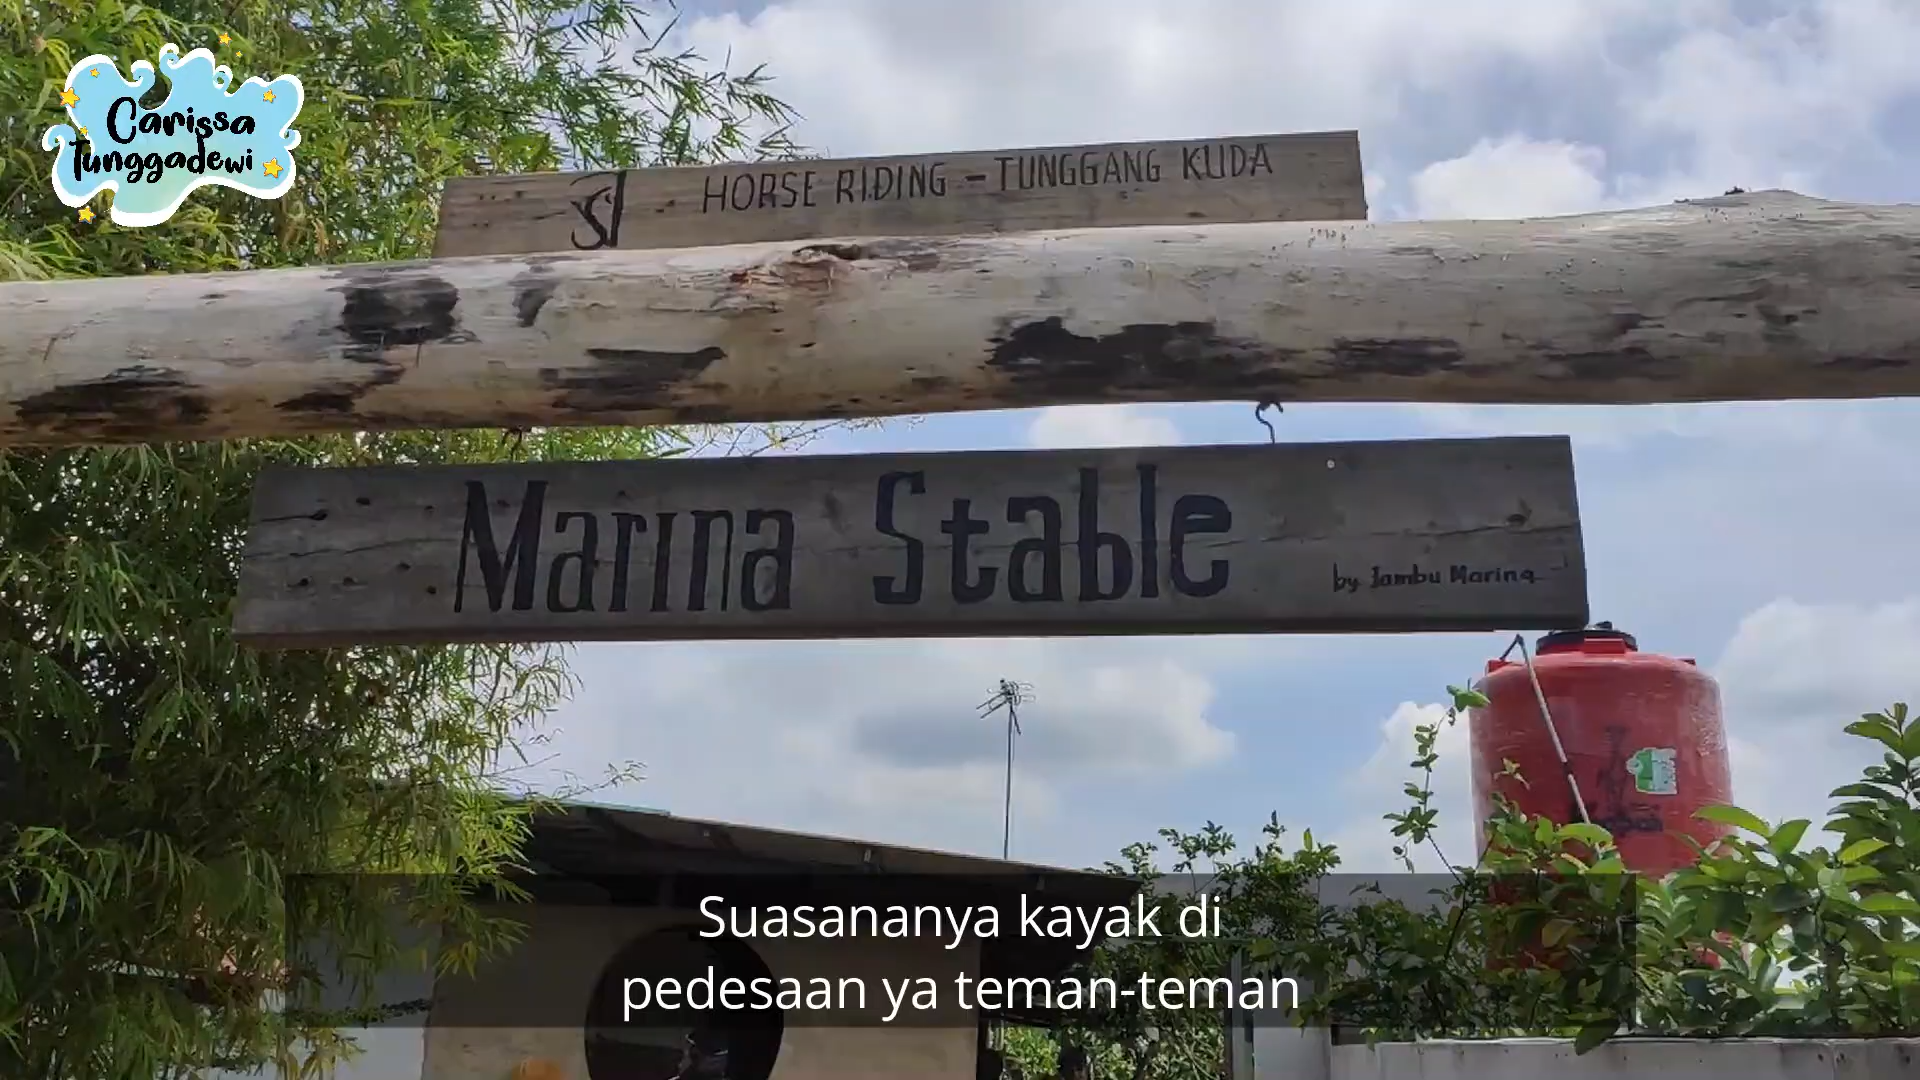 Carissa
Tunggadewi
HORSE RIDING - TUNGGANG KUDA
Marina Stable
by Jambu Marina
Suasananya kayak di
pedesaan ya teman-teman